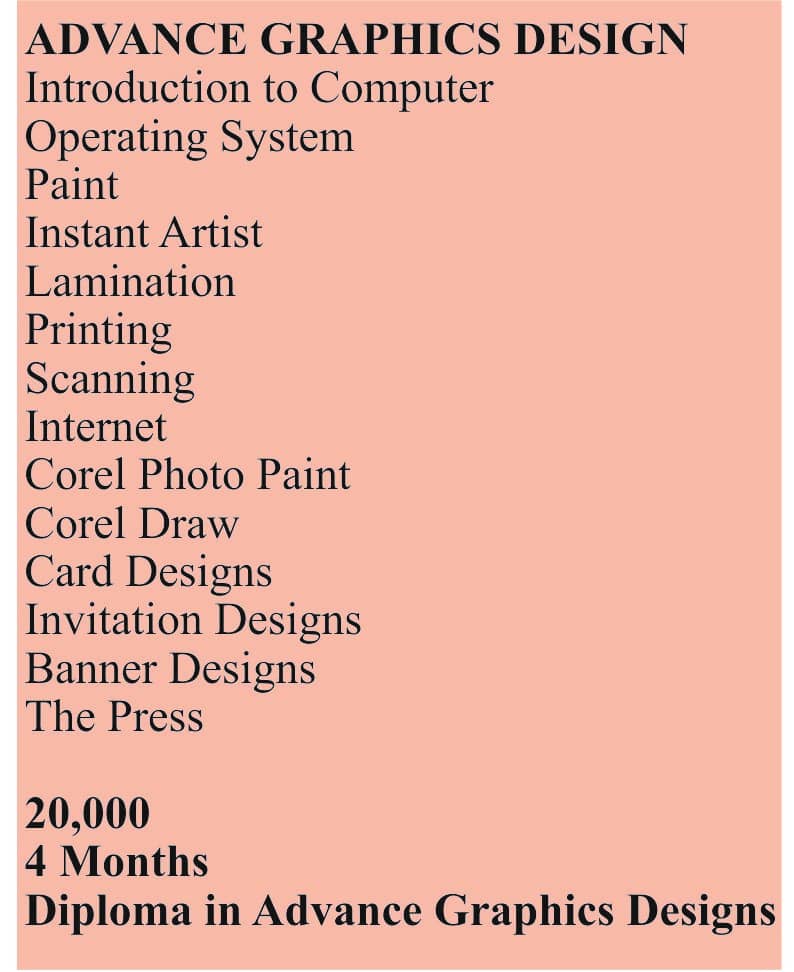 ADVANCE GRAPHICS DESIGN
Introduction to Computer
Operating System
Paint
Instant Artist
Lamination
Printing
Scanning
Internet
Corel Photo Paint
Corel Draw
Card Designs
Invitation Designs
Banner Designs
The Press
20,000
4 Months
Diploma in Advance Graphics Designs